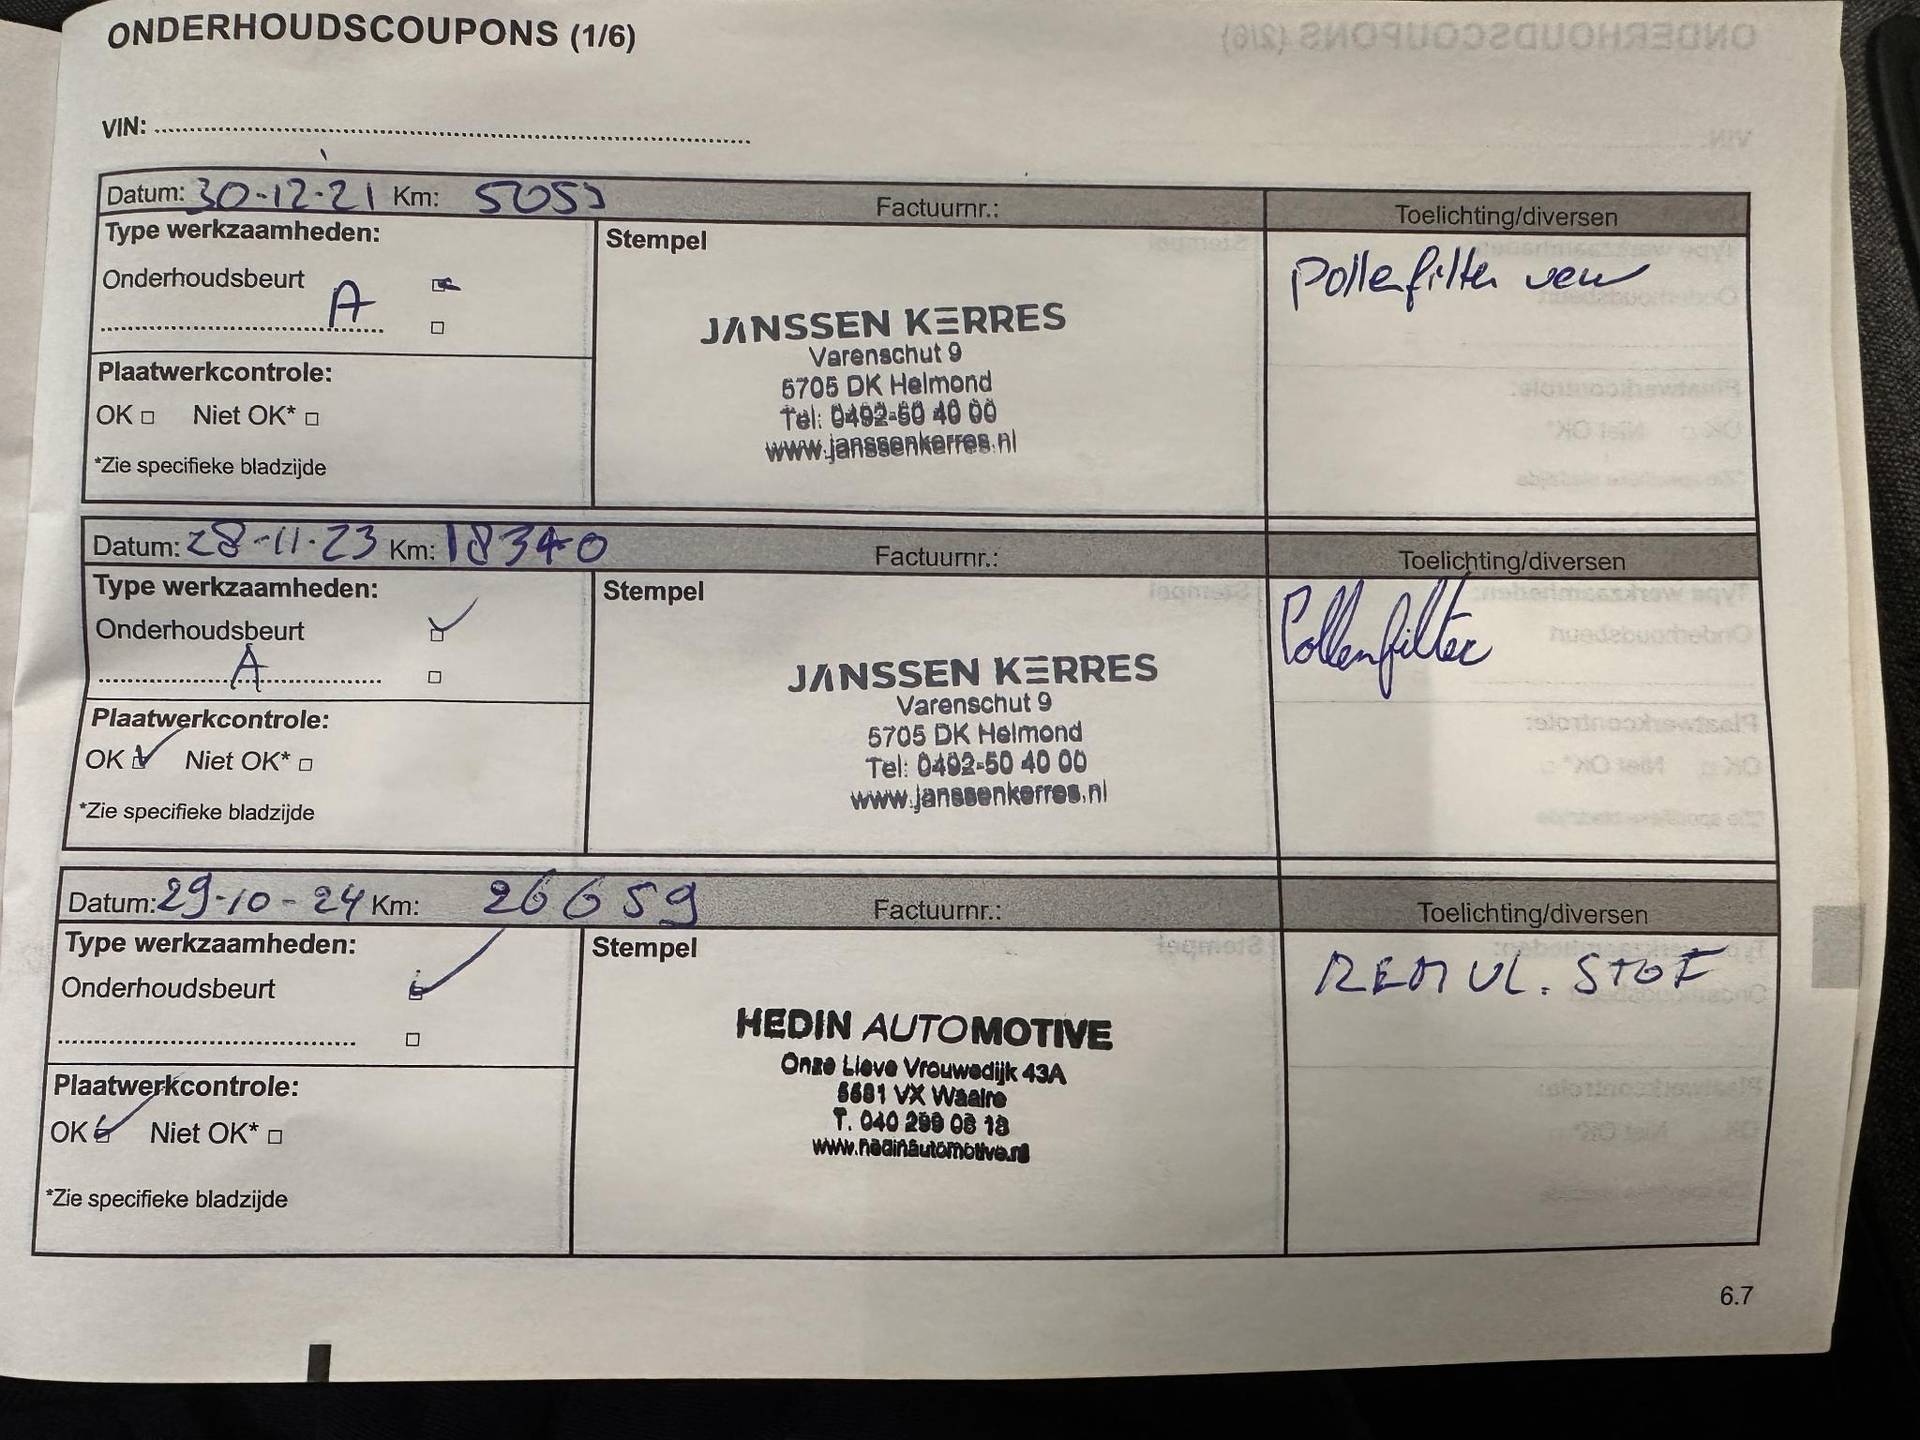 ONDERHOUDSCOUPONS (1/6)
VIN:
Datum: 30-12-21 Km: Factuurnr.: Toelichting/diversen
Type werkzaamheden:
Stempel
Pollenfilter verv
Onderhoudsbeurt
A
JANSSEN KERRES
Varenschut 9
5705 DK Helmond
Tel: 0492-50 40 00
www.janssenkerres.nl
Plaatwerkcontrole:
OK Niet OK*
*Zie specifieke bladzijde
Datum: 28-11-23 Km: 18340 Factuurnr.: Toelichting/diversen
Type werkzaamheden:
Stempel
Pollenfilter
Onderhoudsbeurt
A
JANSSEN KERRES
Varenschut 9
5705 DK Helmond
Tel: 0492-50 40 00
www.janssenkerres.nl
Plaatwerkcontrole:
OK Niet OK*
*Zie specifieke bladzijde
Datum: 29-10-24 Km: 26659 Factuurnr.: Toelichting/diversen
Type werkzaamheden:
Stempel
REMVL. STOF
Onderhoudsbeurt
HEDIN AUTOMOTIVE
Onze Lieve Vrouwedijk 43A
5581 VX Waalre
T. 040 299 08 18
www.hedinautomotive.nl
Plaatwerkcontrole:
OK Niet OK*
*Zie specifieke bladzijde
6.7